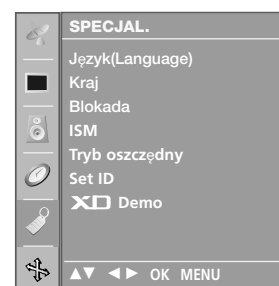 SPECJAL.
Język(Language)
Kraj
Blokada
ISM
Tryb oszczędny
Set ID
XD Demo
▲▼ ◄► OK MENU